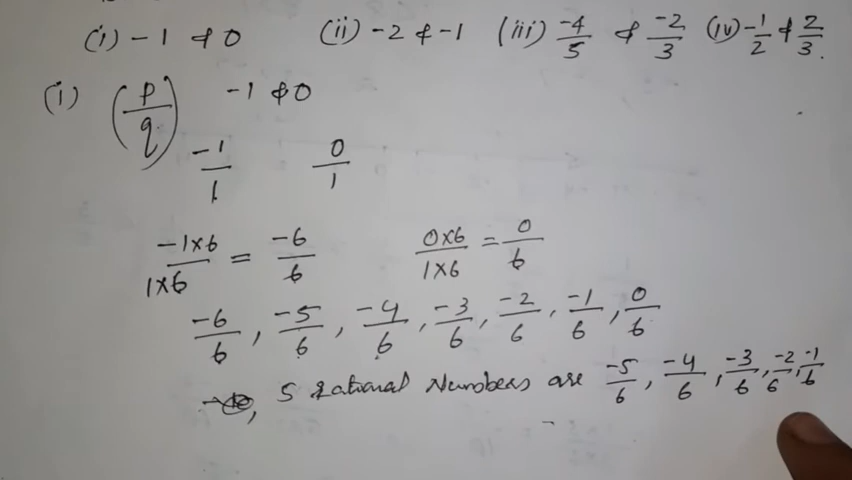 (i) -1 & 0 (ii) -2 & -1 (iii) -4/5 & -2/3 (iv) -1/2 & 2/3.
(i) (p/q) -1 & 0
-1/1 0/1
-1×6/1×6 = -6/6 0×6/1×6 = 0/6
-6/6, -5/6, -4/6, -3/6, -2/6, -1/6, 0/6
, 5 rational Numbers are -5/6, -4/6, -3/6, -2/6, -1/6